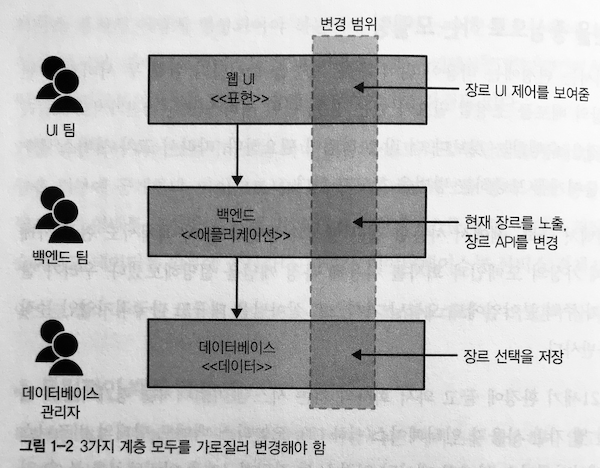 변경 범위
웹 UI
<<표현>>
장르 UI 제어를 보여줌
UI 팀
백엔드
<<애플리케이션>>
현재 장르를 노출,
장르 API를 변경
백엔드 팀
데이터베이스
<<데이터>>
장르 선택을 저장
데이터베이스
관리자
그림 1-2 3가지 계층 모두를 가로질러 변경해야 함